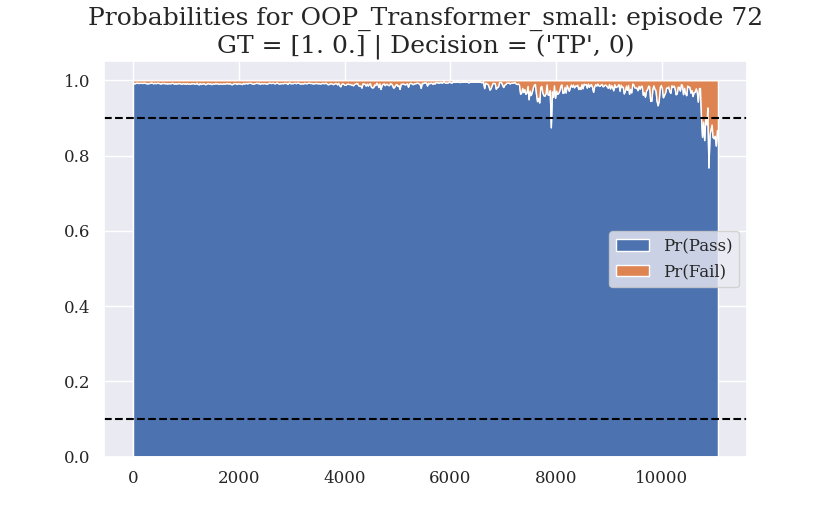 Probabilities for OOP_Transformer_small: episode 72
GT = [1. 0.] | Decision = ('TP', 0)
1.0
0.8
0.6
0.4
0.2
0.0
Pr(Pass)
Pr(Fail)
0 2000 4000 6000 8000 10000